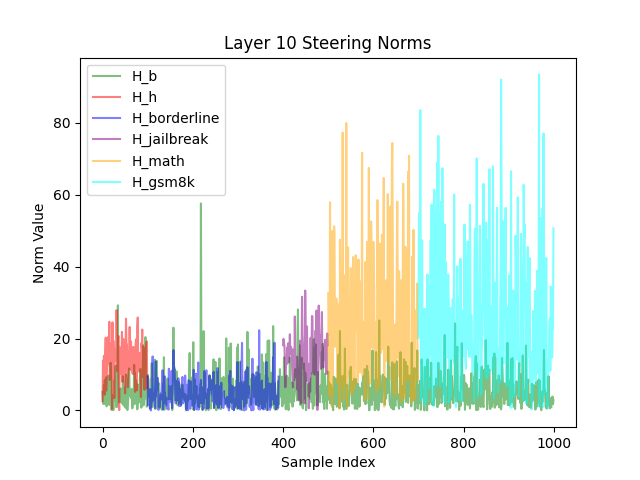 Layer 10 Steering Norms
H_b
H_h
H_borderline
H_jailbreak
H_math
H_gsm8k
Norm Value
80
60
40
20
0
0
200
400
600
800
1000
Sample Index